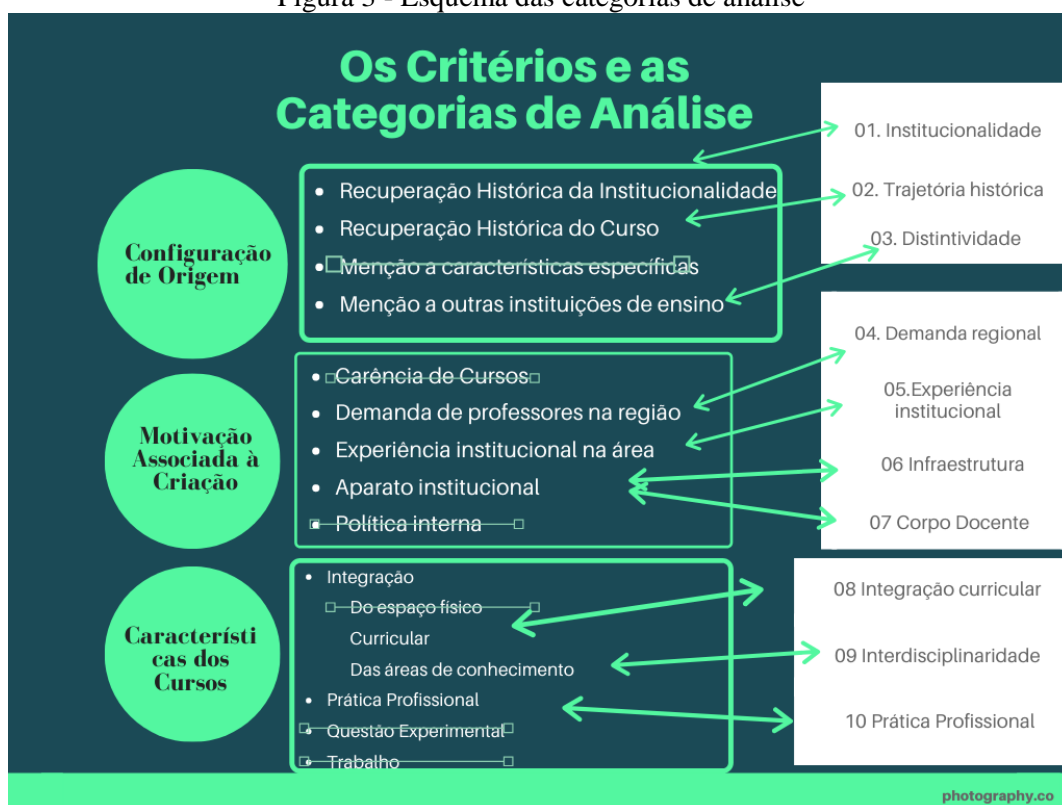 Figura 3 - Esquema das categorias de análise
Os Critérios e as
Categorias de Análise
Configuração
de Origem
• Recuperação Histórica da Institucionalidade
• Recuperação Histórica do Curso
• Menção a características específicas
• Menção a outras instituições de ensino
01. Institucionalidade
02. Trajetória histórica
03. Distintividade
Motivação
Associada à
Criação
• Carência de Cursos
• Demanda de professores na região
• Experiência institucional na área
• Aparato institucional
• Política interna
04. Demanda regional
05.Experiência
institucional
06 Infraestrutura
07 Corpo Docente
Característi
cas dos
Cursos
• Integração
Do espaço físico
Curricular
Das áreas de conhecimento
• Prática Profissional
• Questão Experimental
• Trabalho
08 Integração curricular
09 Interdisciplinaridade
10 Prática Profissional
photography.co